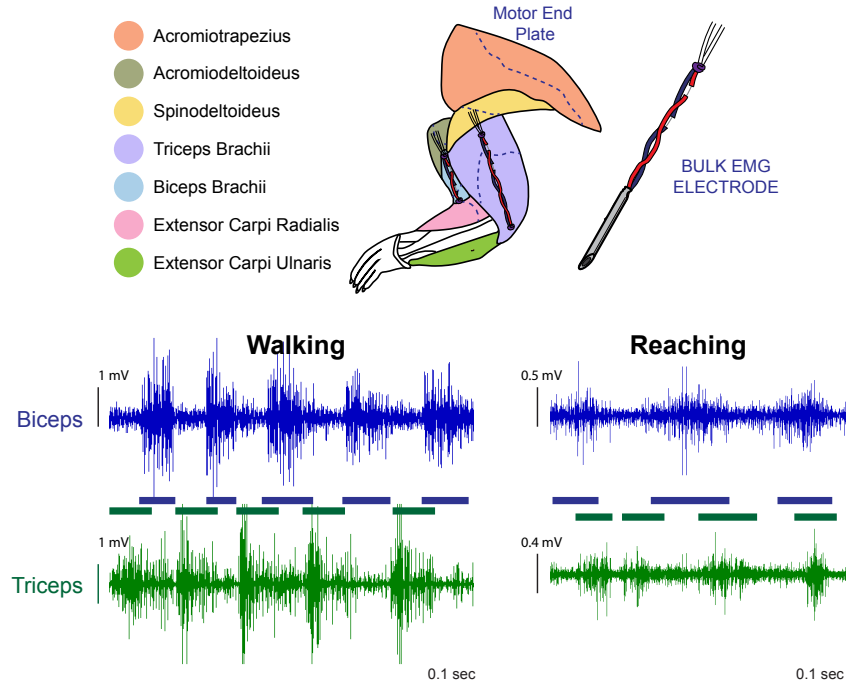 Acromiotrapezius
Acromiodeltoideus
Spinodeltoideus
Triceps Brachii
Biceps Brachii
Extensor Carpi Radialis
Extensor Carpi Ulnaris
Motor End
Plate
BULK EMG
ELECTRODE
Walking
Reaching
1 mV
0.5 mV
Biceps
1 mV
0.4 mV
Triceps
0.1 sec
0.1 sec